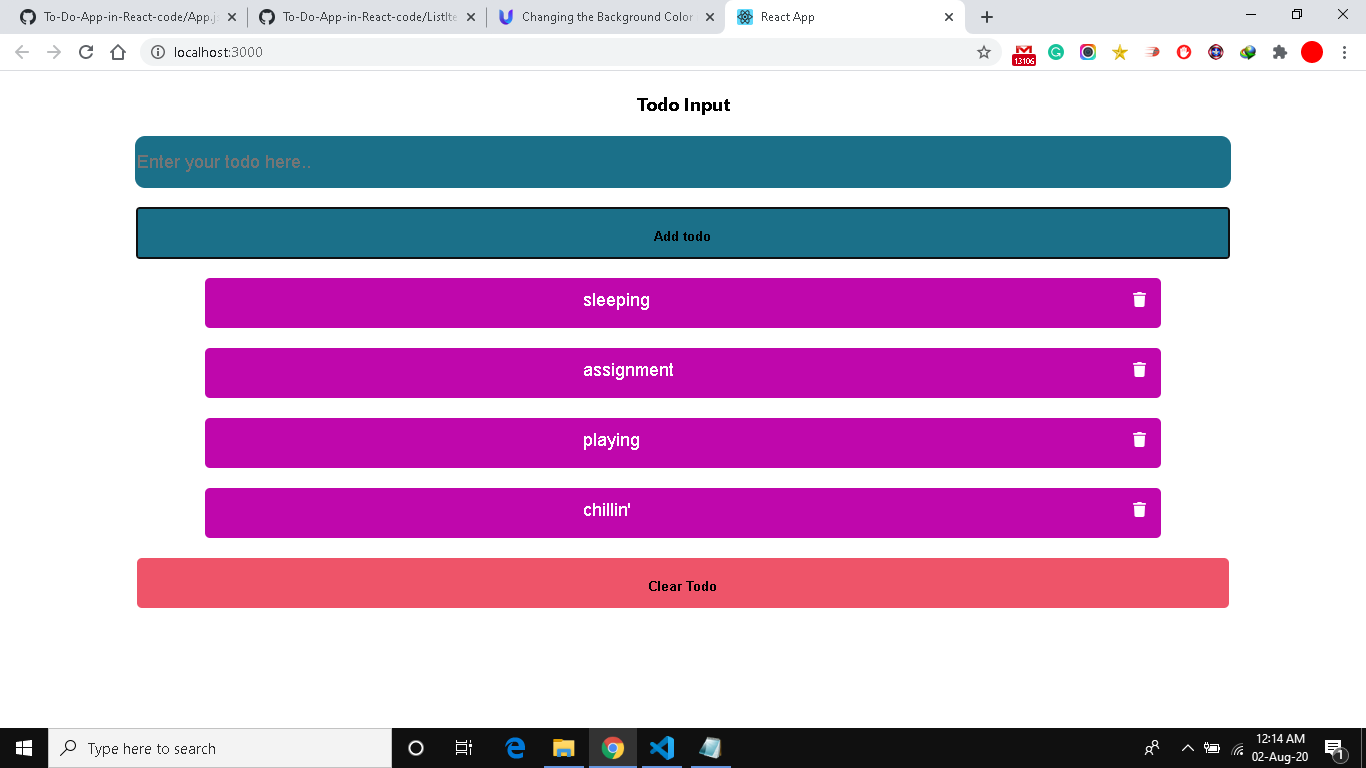 To-Do-App-in-React-code/App.j
To-Do-App-in-React-code/ListIte
Changing the Background Color
React App
localhost:3000
13106
Todo Input
Enter your todo here..
Add todo
sleeping
assignment
playing
chillin'
Clear Todo
Type here to search
12:14 AM
02-Aug-20
1